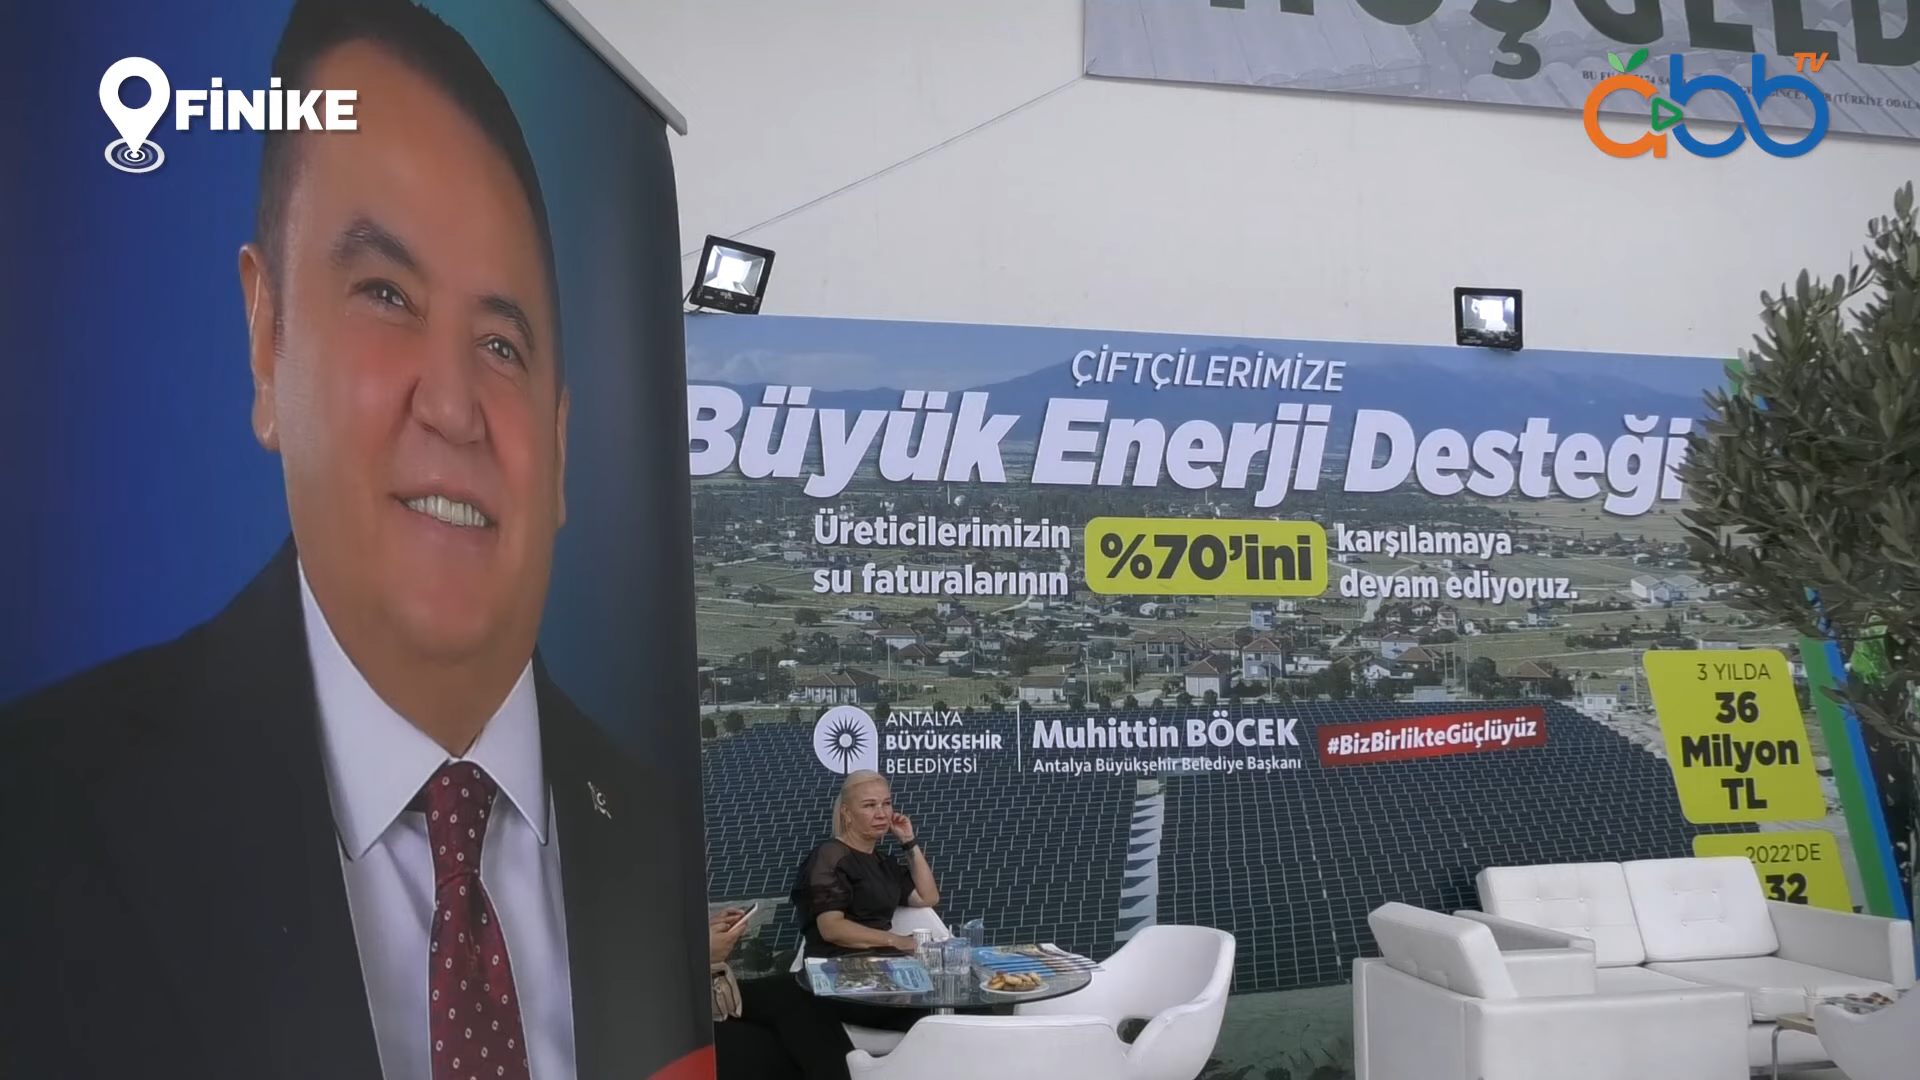 FİNİKE
abb TV
ÇİFTÇİLERİMİZE
Büyük Enerji Desteği
Üreticilerimizin
su faturalarının
%70'ini
karşılamaya
devam ediyoruz.
ANTALYA
BÜYÜKŞEHİR
BELEDİYESİ
Muhittin BÖCEK
Antalya Büyükşehir Belediye Başkanı
#BizBirlikteGüçlüyüz
3 YILDA
36
Milyon
TL
2022'DE
32